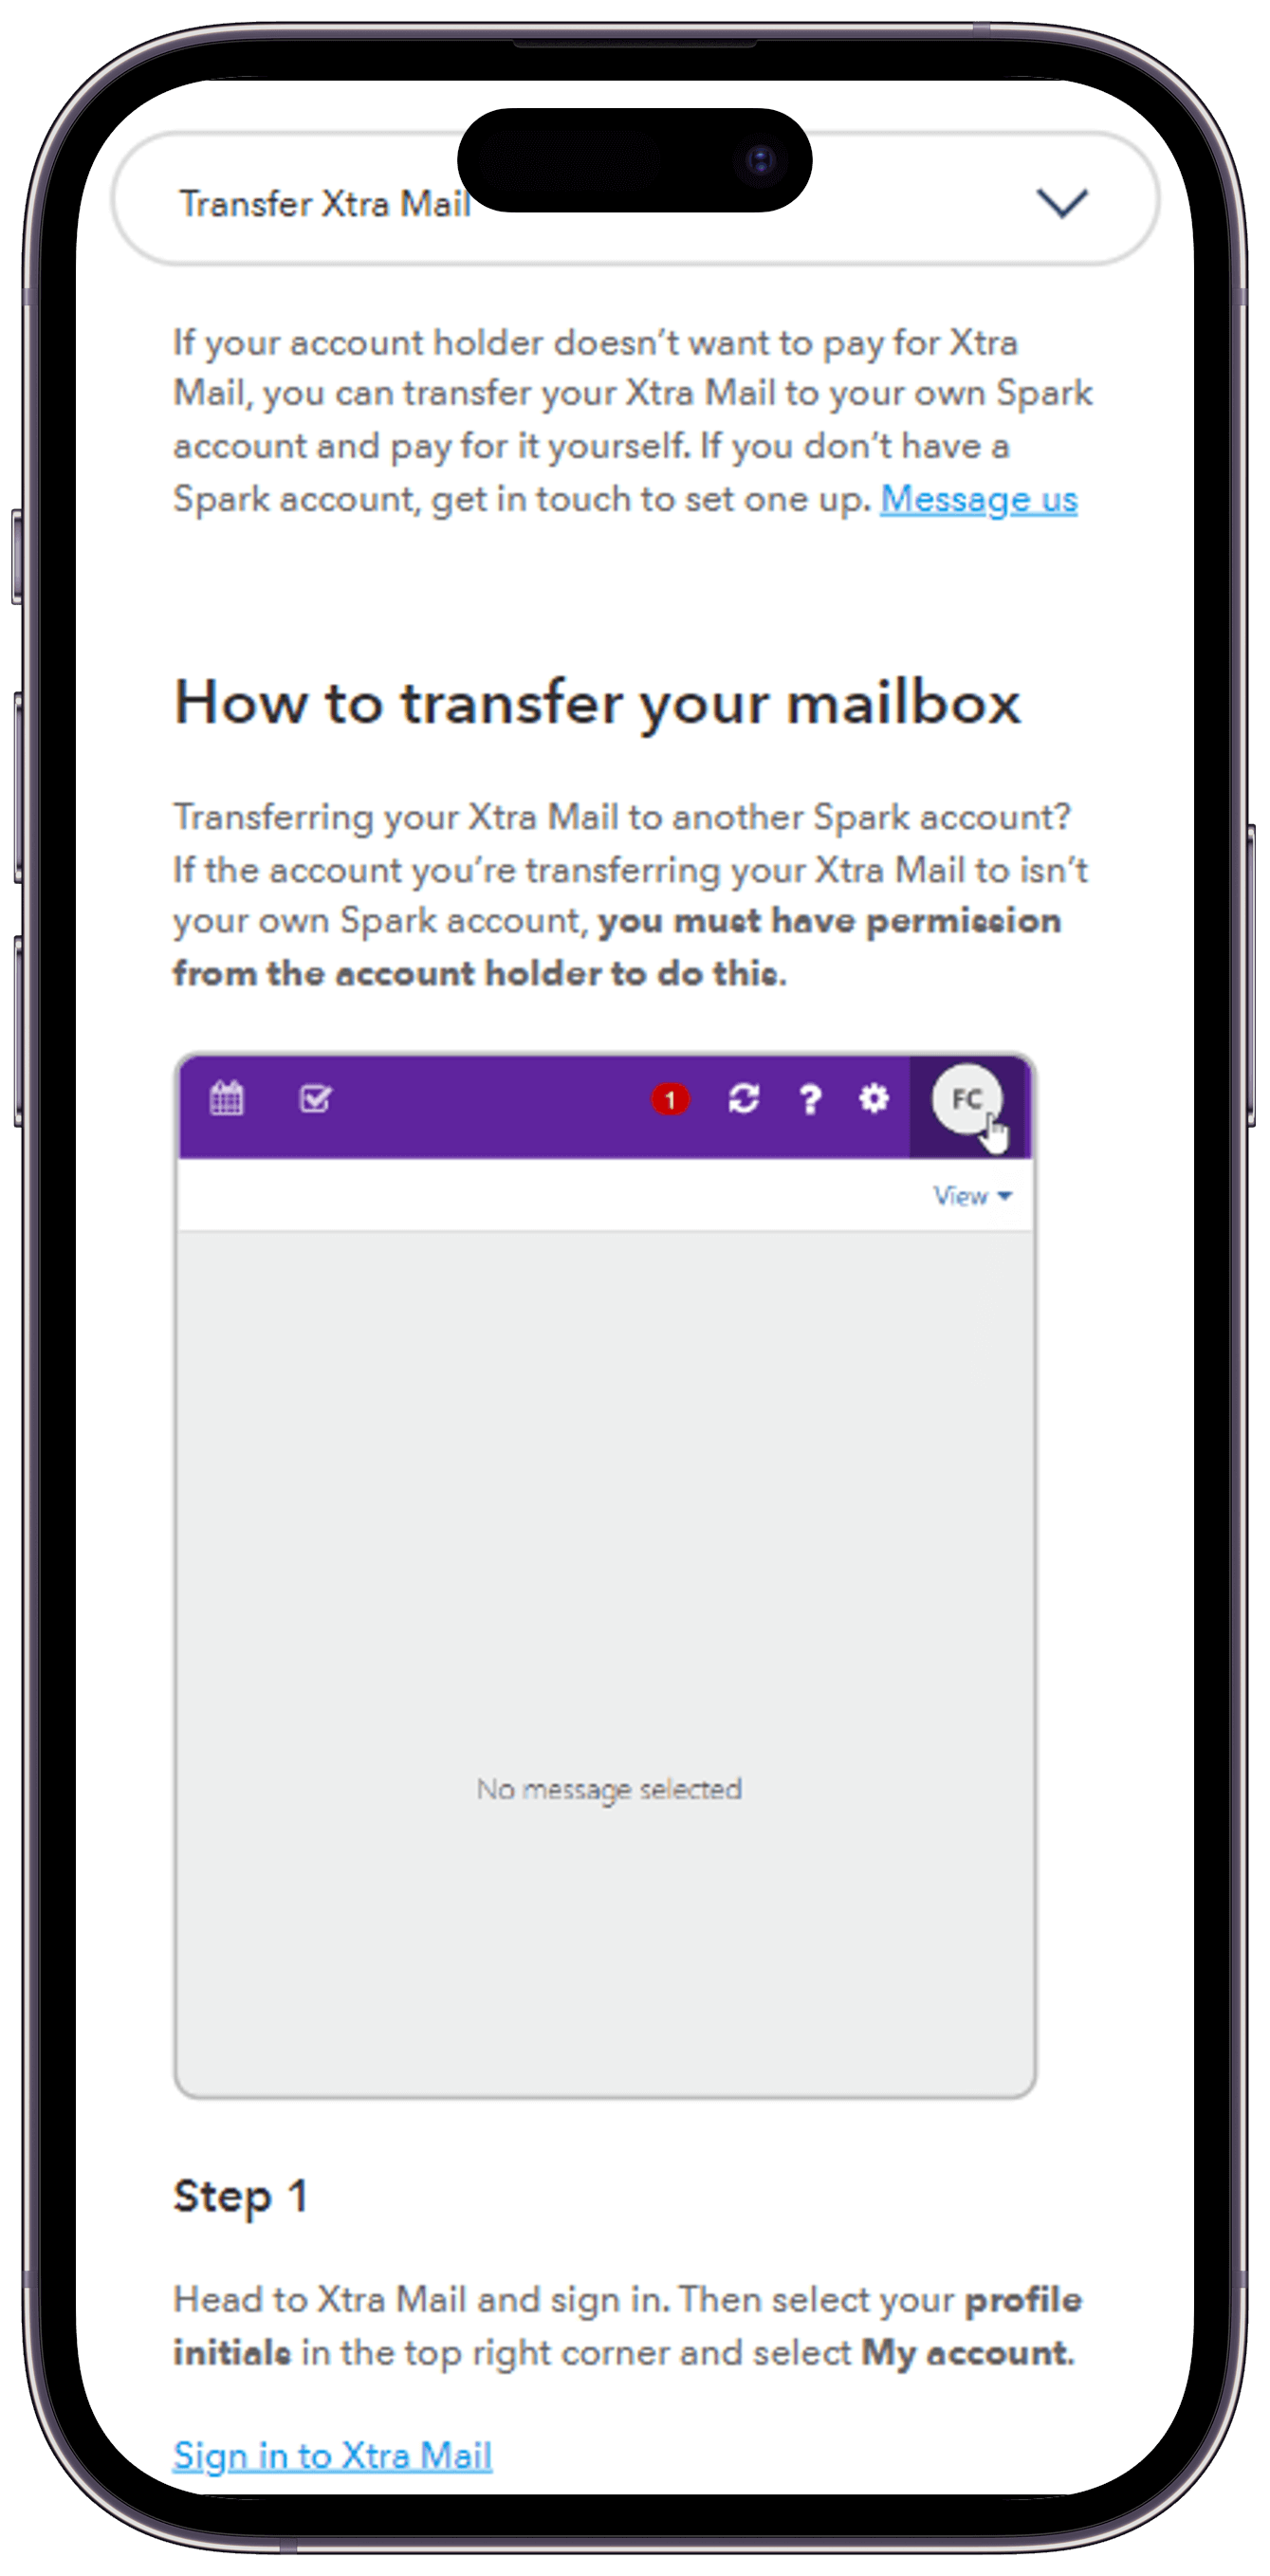 Transfer Xtra Mail
If your account holder doesn’t want to pay for Xtra
Mail, you can transfer your Xtra Mail to your own Spark
account and pay for it yourself. If you don’t have a
Spark account, get in touch to set one up. Message us
How to transfer your mailbox
Transferring your Xtra Mail to another Spark account?
If the account you’re transferring your Xtra Mail to isn’t
your own Spark account, you must have permission
from the account holder to do this.
1 ? FC
View
No message selected
Step 1
Head to Xtra Mail and sign in. Then select your profile
initials in the top right corner and select My account.
Sign in to Xtra Mail